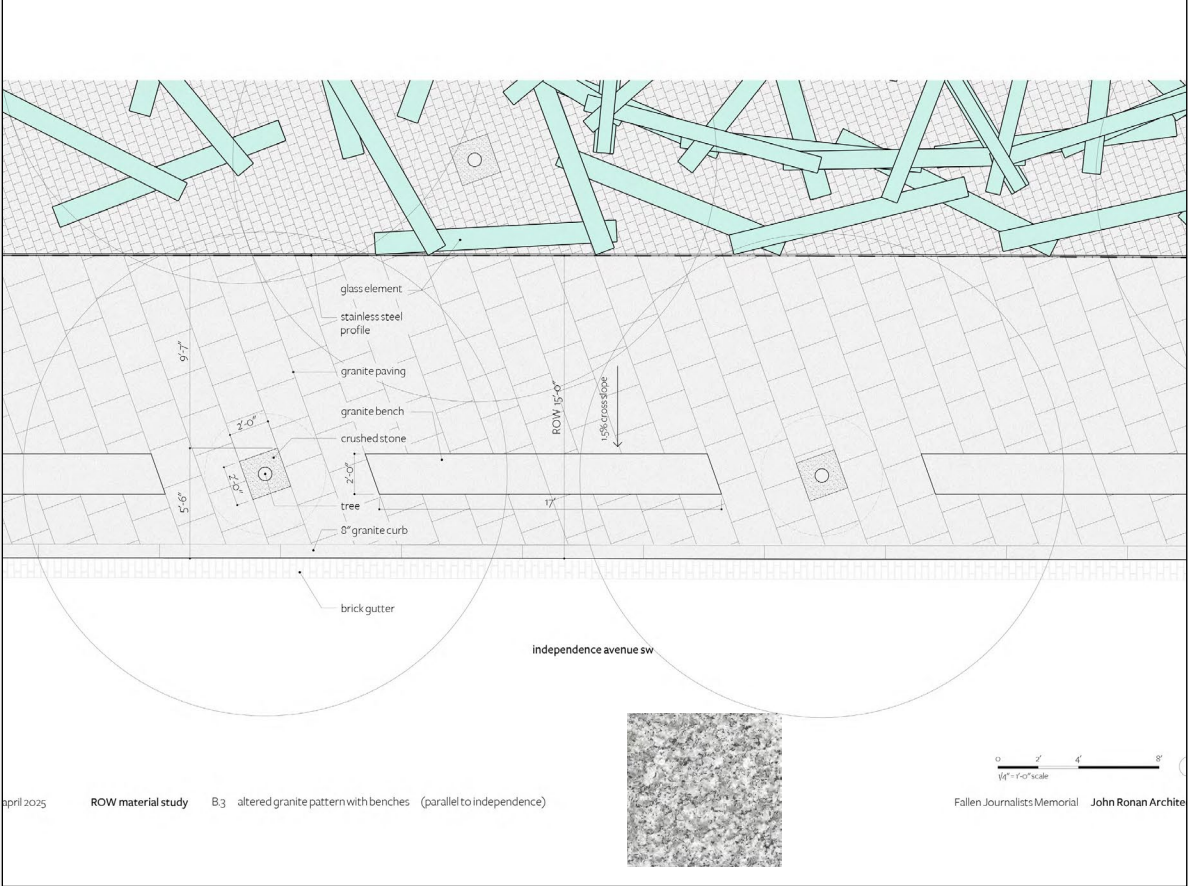 glass element
stainless steel
profile
9'-7"
granite paving
ROW 15'-0"
1.5% cross slope
granite bench
2'-0"
crushed stone
2'-0"
2'-0"
5'-6"
17'
tree
8" granite curb
brick gutter
independence avenue sw
0 2' 4' 8'
1/4" = 1'-0" scale
april 2025 ROW material study B.3 altered granite pattern with benches (parallel to independence)
Fallen Journalists Memorial John Ronan Archite